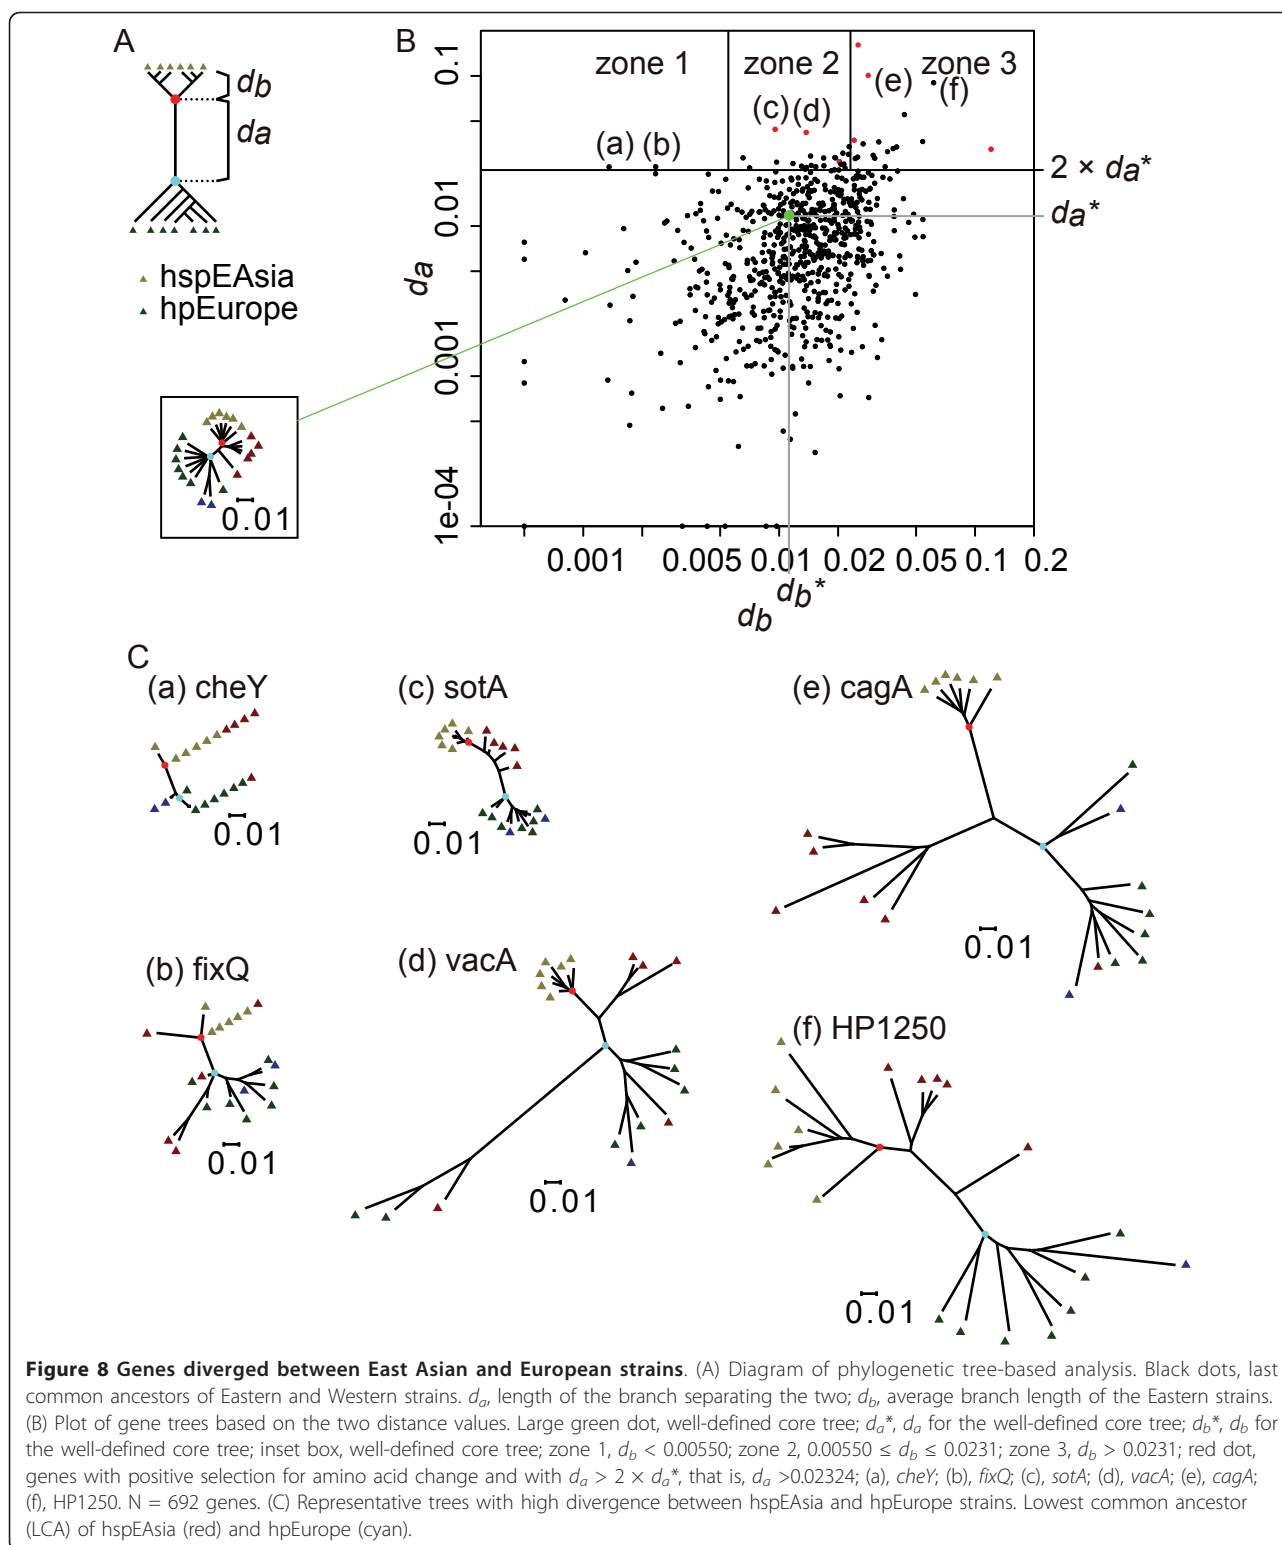 A
db
da
hspEAsia
hpEurope
0.01
B
zone 1
zone 2
zone 3
(a) (b)
(c) (d)
(e)
(f)
2 × da*
da*
da
0.1
0.01
0.001
1e-04
0.001 0.005 0.01 0.02 0.05 0.1 0.2
db*
db
C
(a) cheY
0.01
(c) sotA
0.01
(e) cagA
0.01
(b) fixQ
0.01
(d) vacA
0.01
(f) HP1250
0.01
Figure 8 Genes diverged between East Asian and European strains. (A) Diagram of phylogenetic tree-based analysis. Black dots, last
common ancestors of Eastern and Western strains. da, length of the branch separating the two; db, average branch length of the Eastern strains.
(B) Plot of gene trees based on the two distance values. Large green dot, well-defined core tree; da*, da for the well-defined core tree; db*, db for
the well-defined core tree; inset box, well-defined core tree; zone 1, db < 0.00550; zone 2, 0.00550 ≤ db ≤ 0.0231; zone 3, db > 0.0231; red dot,
genes with positive selection for amino acid change and with da > 2 × da*, that is, da >0.02324; (a), cheY; (b), fixQ; (c), sotA; (d), vacA; (e), cagA;
(f), HP1250. N = 692 genes. (C) Representative trees with high divergence between hspEAsia and hpEurope strains. Lowest common ancestor
(LCA) of hspEAsia (red) and hpEurope (cyan).